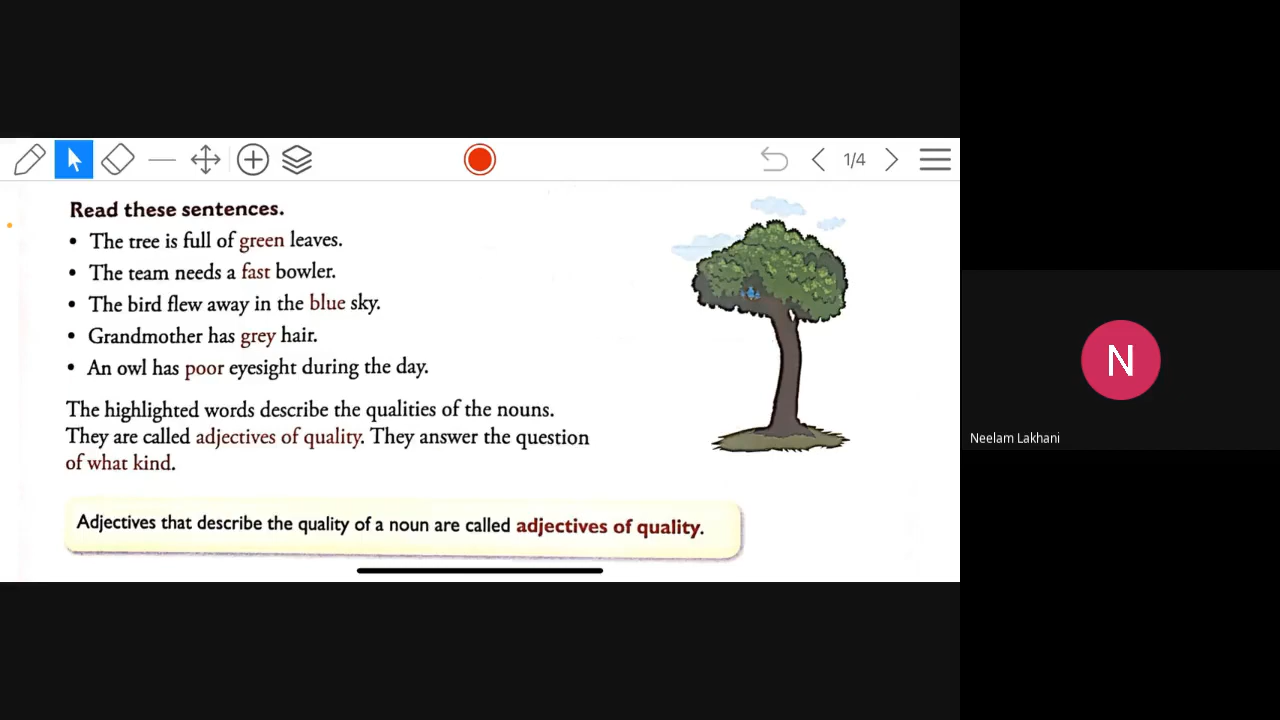 1/4
Read these sentences.
• The tree is full of green leaves.
• The team needs a fast bowler.
• The bird flew away in the blue sky.
• Grandmother has grey hair.
• An owl has poor eyesight during the day.
The highlighted words describe the qualities of the nouns.
They are called adjectives of quality. They answer the question
of what kind.
Adjectives that describe the quality of a noun are called adjectives of quality.
N
Neelam Lakhani